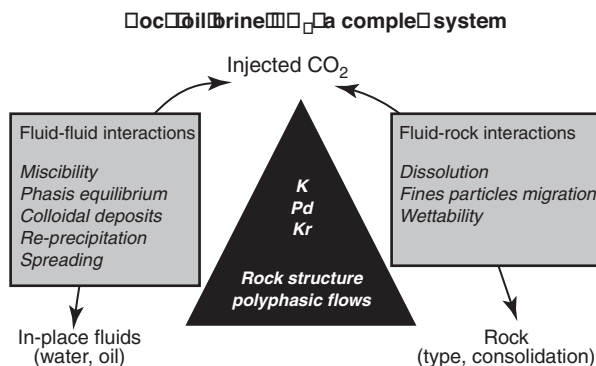 a complex system
Injected CO2
Fluid-fluid interactions
Miscibility
Phasis equilibrium
Colloidal deposits
Re-precipitation
Spreading
Fluid-rock interactions
Dissolution
Fines particles migration
Wettability
K
Pd
Kr
Rock structure
polyphasic flows
In-place fluids
(water, oil)
Rock
(type, consolidation)